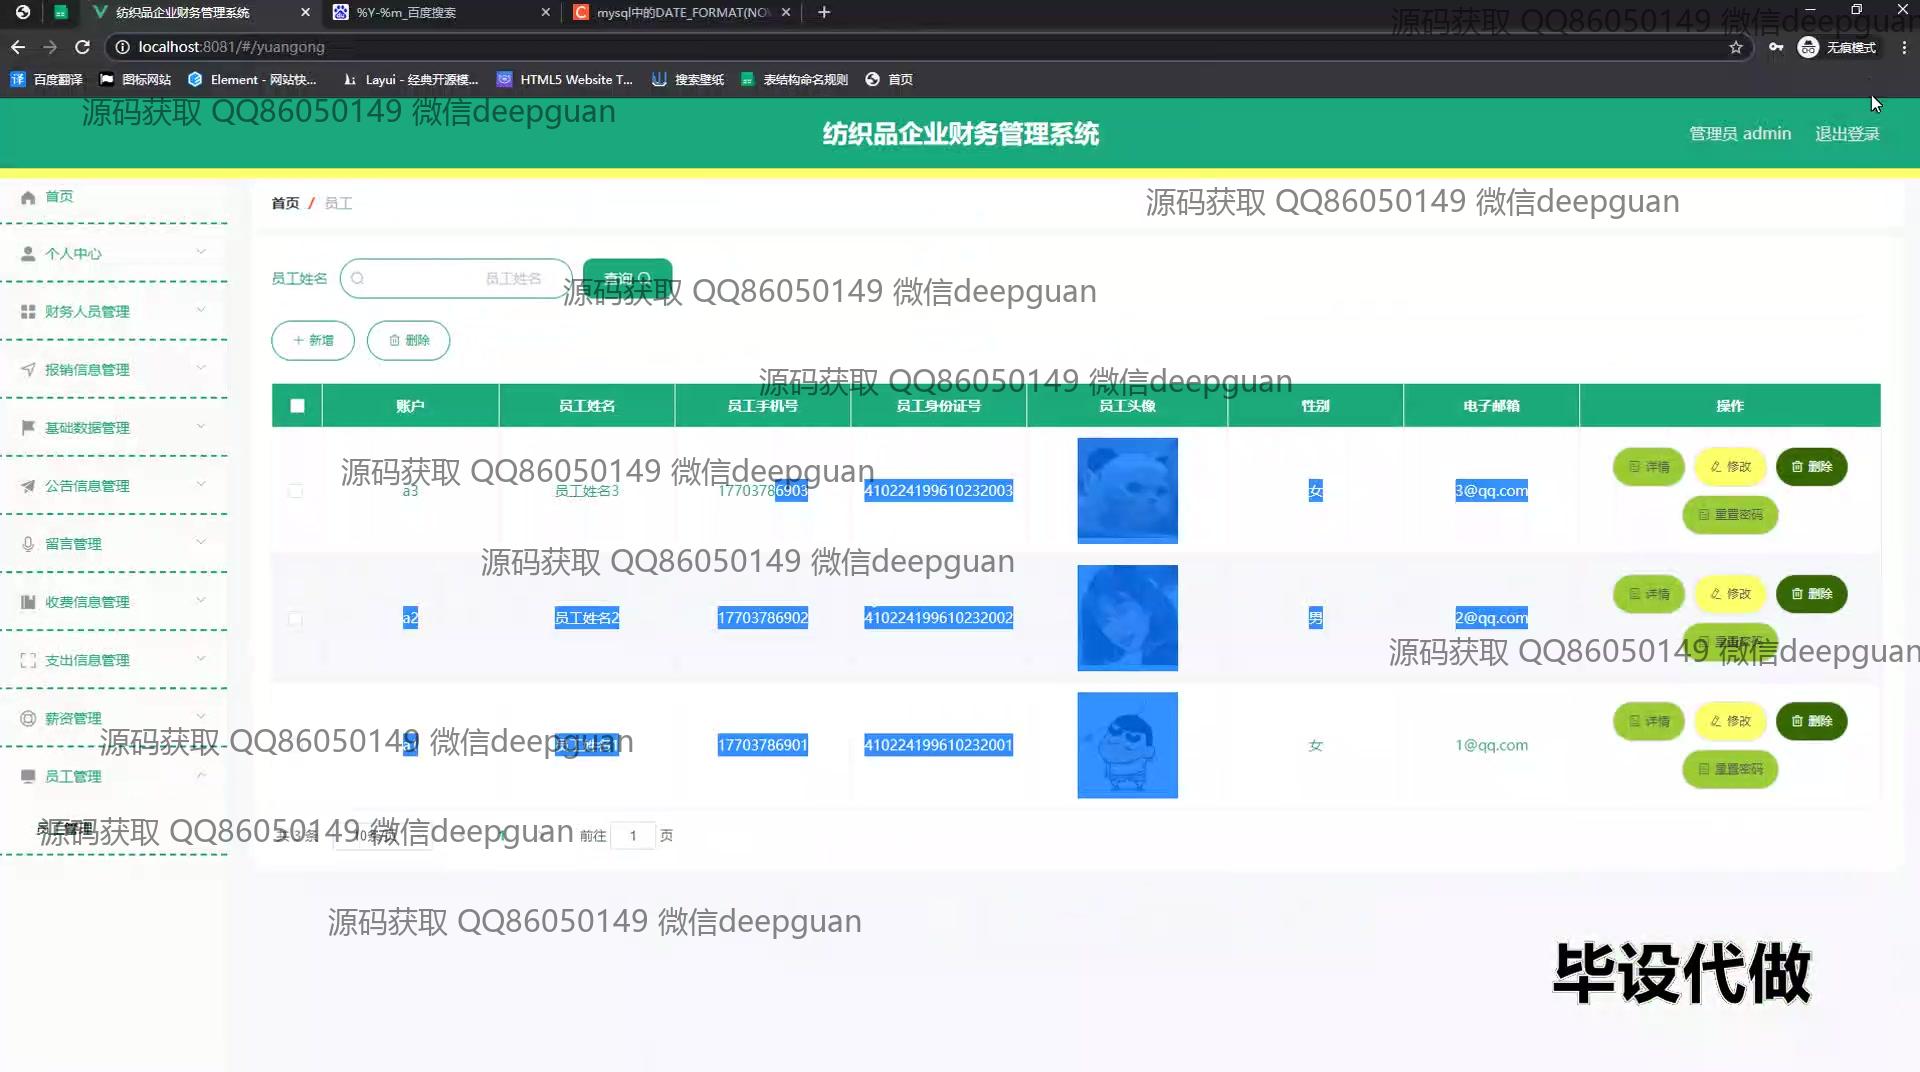 纺织品企业财务管理系统
%Y-%m_百度搜索
mysql中的DATE_FORMAT(NOW
源码获取 QQ86050149 微信deepguan
localhost:8081/#/yuangong
无痕模式
百度翻译 图标网站 Element - 网站快... Layui - 经典开源模... HTML5 Website T... 搜索壁纸 表结构命名规则 首页
源码获取 QQ86050149 微信deepguan
纺织品企业财务管理系统
管理员 admin 退出登录
首页
个人中心
财务人员管理
报销信息管理
基础数据管理
公告信息管理
留言管理
收费信息管理
支出信息管理
薪资管理
员工管理
员工管理
首页 / 员工
源码获取 QQ86050149 微信deepguan
员工姓名 员工姓名 查询
源码获取 QQ86050149 微信deepguan
新增 删除
源码获取 QQ86050149 微信deepguan
账户 员工姓名 员工手机号 员工身份证号 员工头像 性别 电子邮箱 操作
源码获取 QQ86050149 微信deepguan
a3 员工姓名3 17703786903 410224199610232003 女 3@qq.com 详情 修改 删除
重置密码
源码获取 QQ86050149 微信deepguan
a2 员工姓名2 17703786902 410224199610232002 男 2@qq.com 详情 修改 删除
重置密码
源码获取 QQ86050149 微信deepguan
a1 员工姓名1 17703786901 410224199610232001 女 1@qq.com 详情 修改 删除
重置密码
源码获取 QQ86050149 微信deepguan
共 3 条 10条/页 1 前往 1 页
源码获取 QQ86050149 微信deepguan
源码获取 QQ86050149 微信deepguan
毕设代做